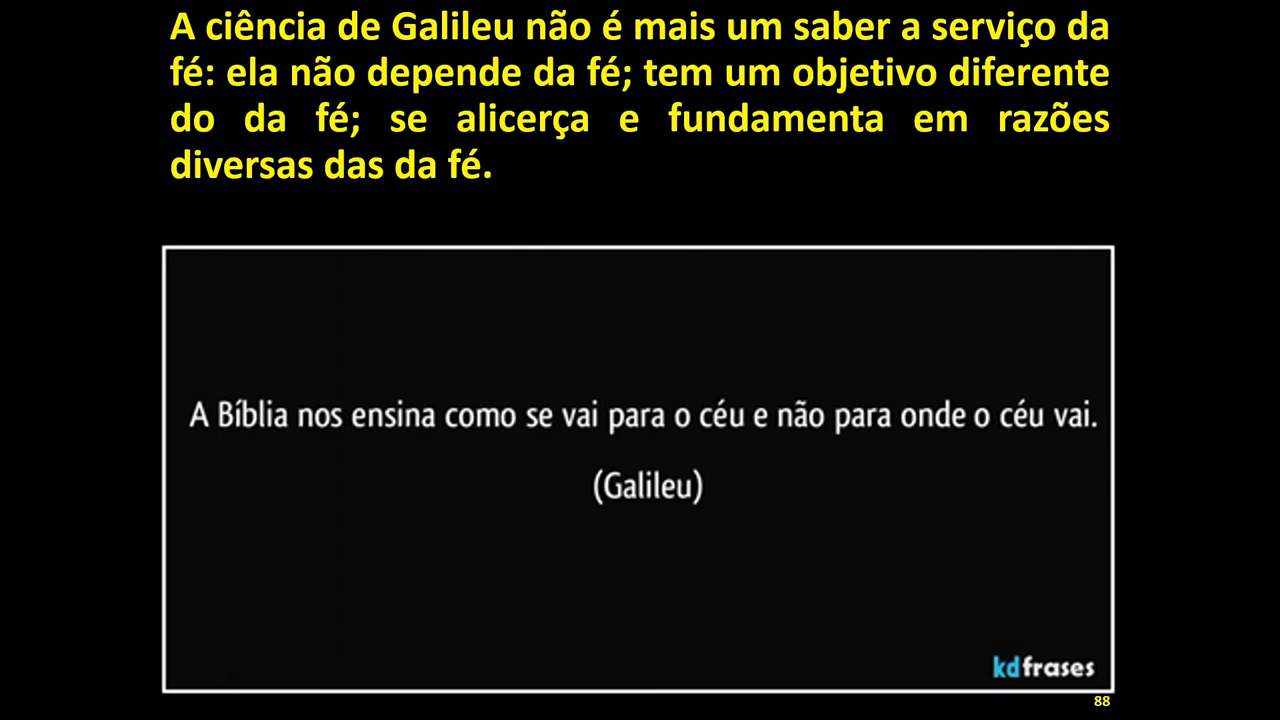 A ciência de Galileu não é mais um saber a serviço da
fé: ela não depende da fé; tem um objetivo diferente
do da fé; se alicerça e fundamenta em razões
diversas das da fé.
A Bíblia nos ensina como se vai para o céu e não para onde o céu vai.
(Galileu)
kdfrases
88